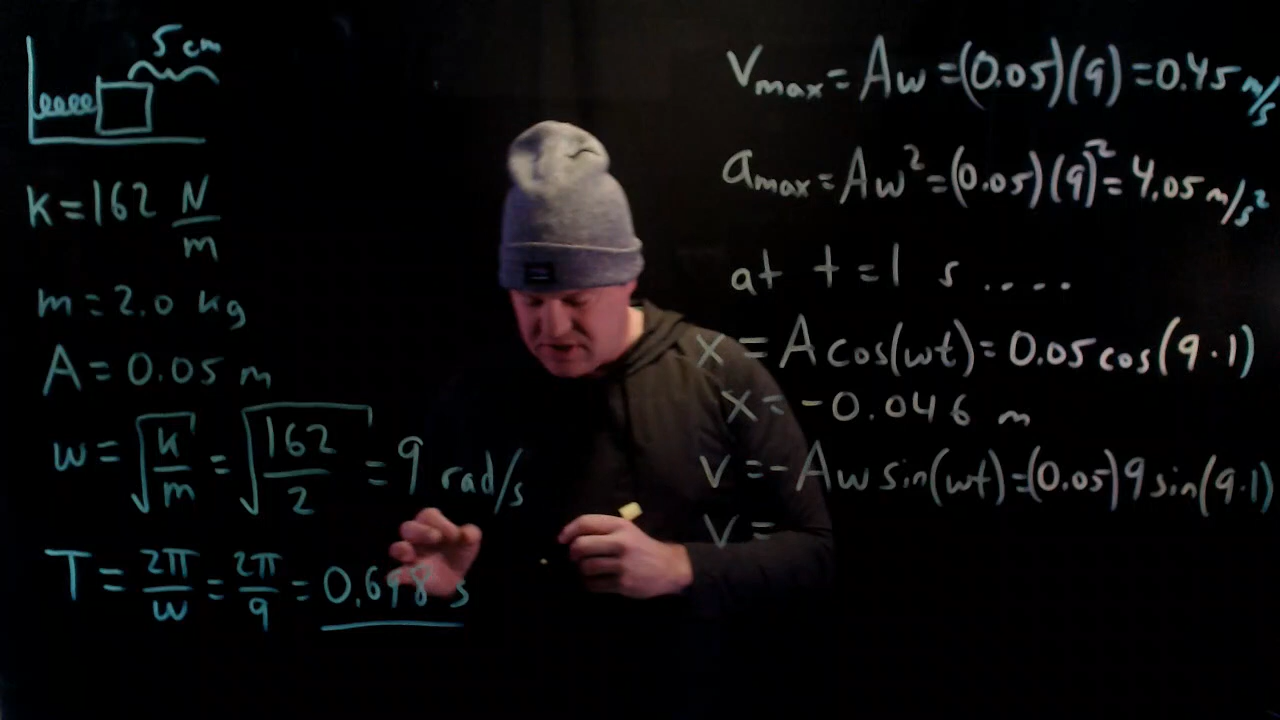 5 cm
K = 162 N/m
m = 2.0 kg
A = 0.05 m
w = √(k/m) = √(162/2) = 9 rad/s
T = 2π/w = 2π/9 = 0.698 s
Vmax = Aw = (0.05)(9) = 0.45 m/s
amax = Aw² = (0.05)(9)² = 4.05 m/s²
at t = 1 s ....
x = A cos(wt) = 0.05 cos(9·1)
x = -0.046 m
v = -Aw sin(wt) = (0.05)9 sin(9·1)
v =